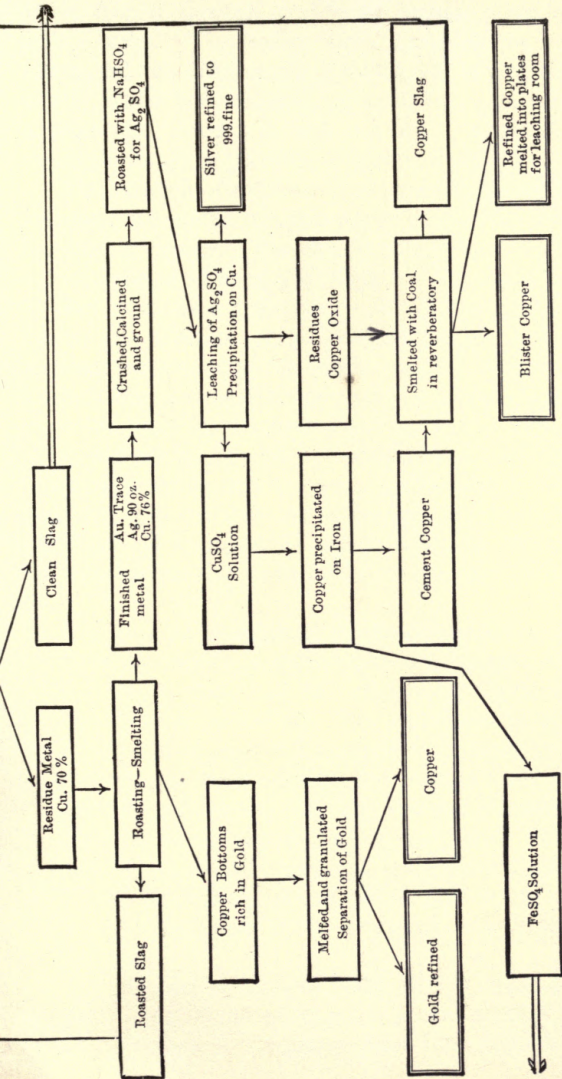 Residue Metal
Cu. 70 %
Clean Slag
Roasted Slag
Roasting—Smelting
Finished
metal
Au. Trace
Ag. 90 oz.
Cu. 76%
Crushed, Calcined
and ground
Roasted with NaHSO₄
for Ag₂SO₄
Copper Bottoms
rich in Gold
CuSO₄
Solution
Leaching of Ag₂SO₄
Precipitation on Cu.
Silver refined to
999.fine
Melted and granulated
Separation of Gold
Copper precipitated
on Iron
Residues
Copper Oxide
Gold refined
Copper
Cement Copper
Smelted with Coal
in reverberatory
Copper Slag
FeSO₄ Solution
Blister Copper
Refined Copper
melted into plates
for leaching room